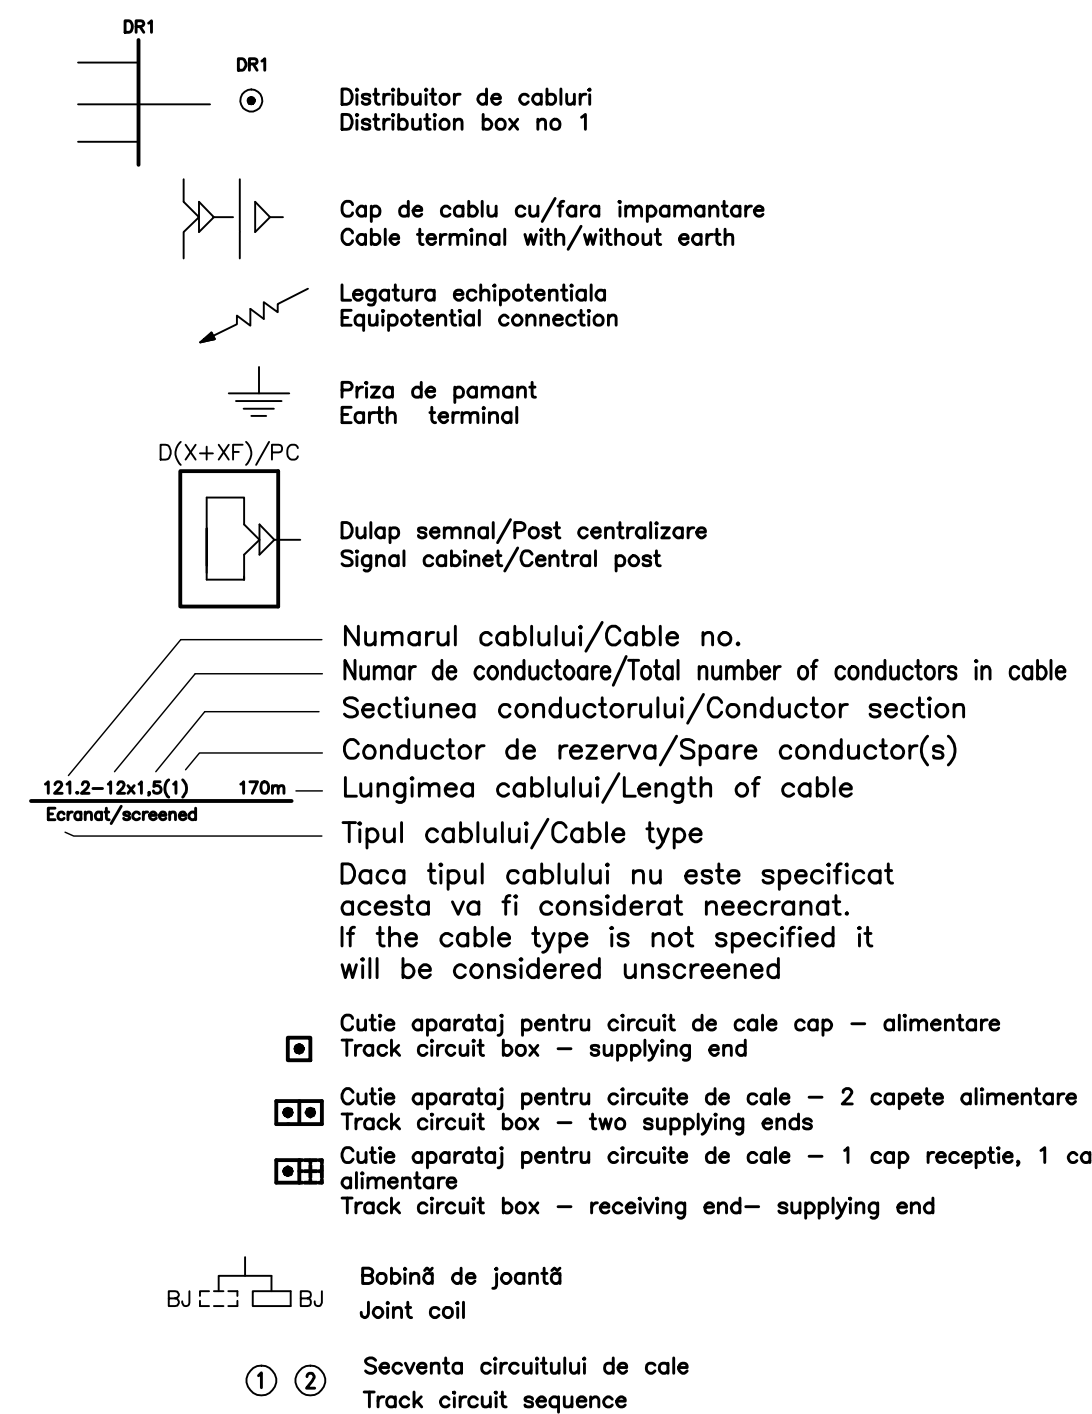 DR1
DR1
Distribuitor de cabluri
Distribution box no 1
Cap de cablu cu/fara impamantare
Cable terminal with/without earth
Legatura echipotentiala
Equipotential connection
Priza de pamant
Earth terminal
D(X+XF)/PC
Dulap semnal/Post centralizare
Signal cabinet/Central post
Numarul cablului/Cable no.
Numar de conductoare/Total number of conductors in cable
Sectiunea conductorului/Conductor section
Conductor de rezerva/Spare conductor(s)
121.2-12x1,5(1) 170m
Lungimea cablului/Length of cable
Ecranat/screened
Tipul cablului/Cable type
Daca tipul cablului nu este specificat
acesta va fi considerat neecranat.
If the cable type is not specified it
will be considered unscreened
Cutie aparataj pentru circuit de cale cap - alimentare
Track circuit box - supplying end
Cutie aparataj pentru circuite de cale - 2 capete alimentare
Track circuit box - two supplying ends
Cutie aparataj pentru circuite de cale - 1 cap receptie, 1 ca
alimentare
Track circuit box - receiving end- supplying end
Bobinã de joantã
BJ BJ
Joint coil
Secventa circuitului de cale
1 2
Track circuit sequence